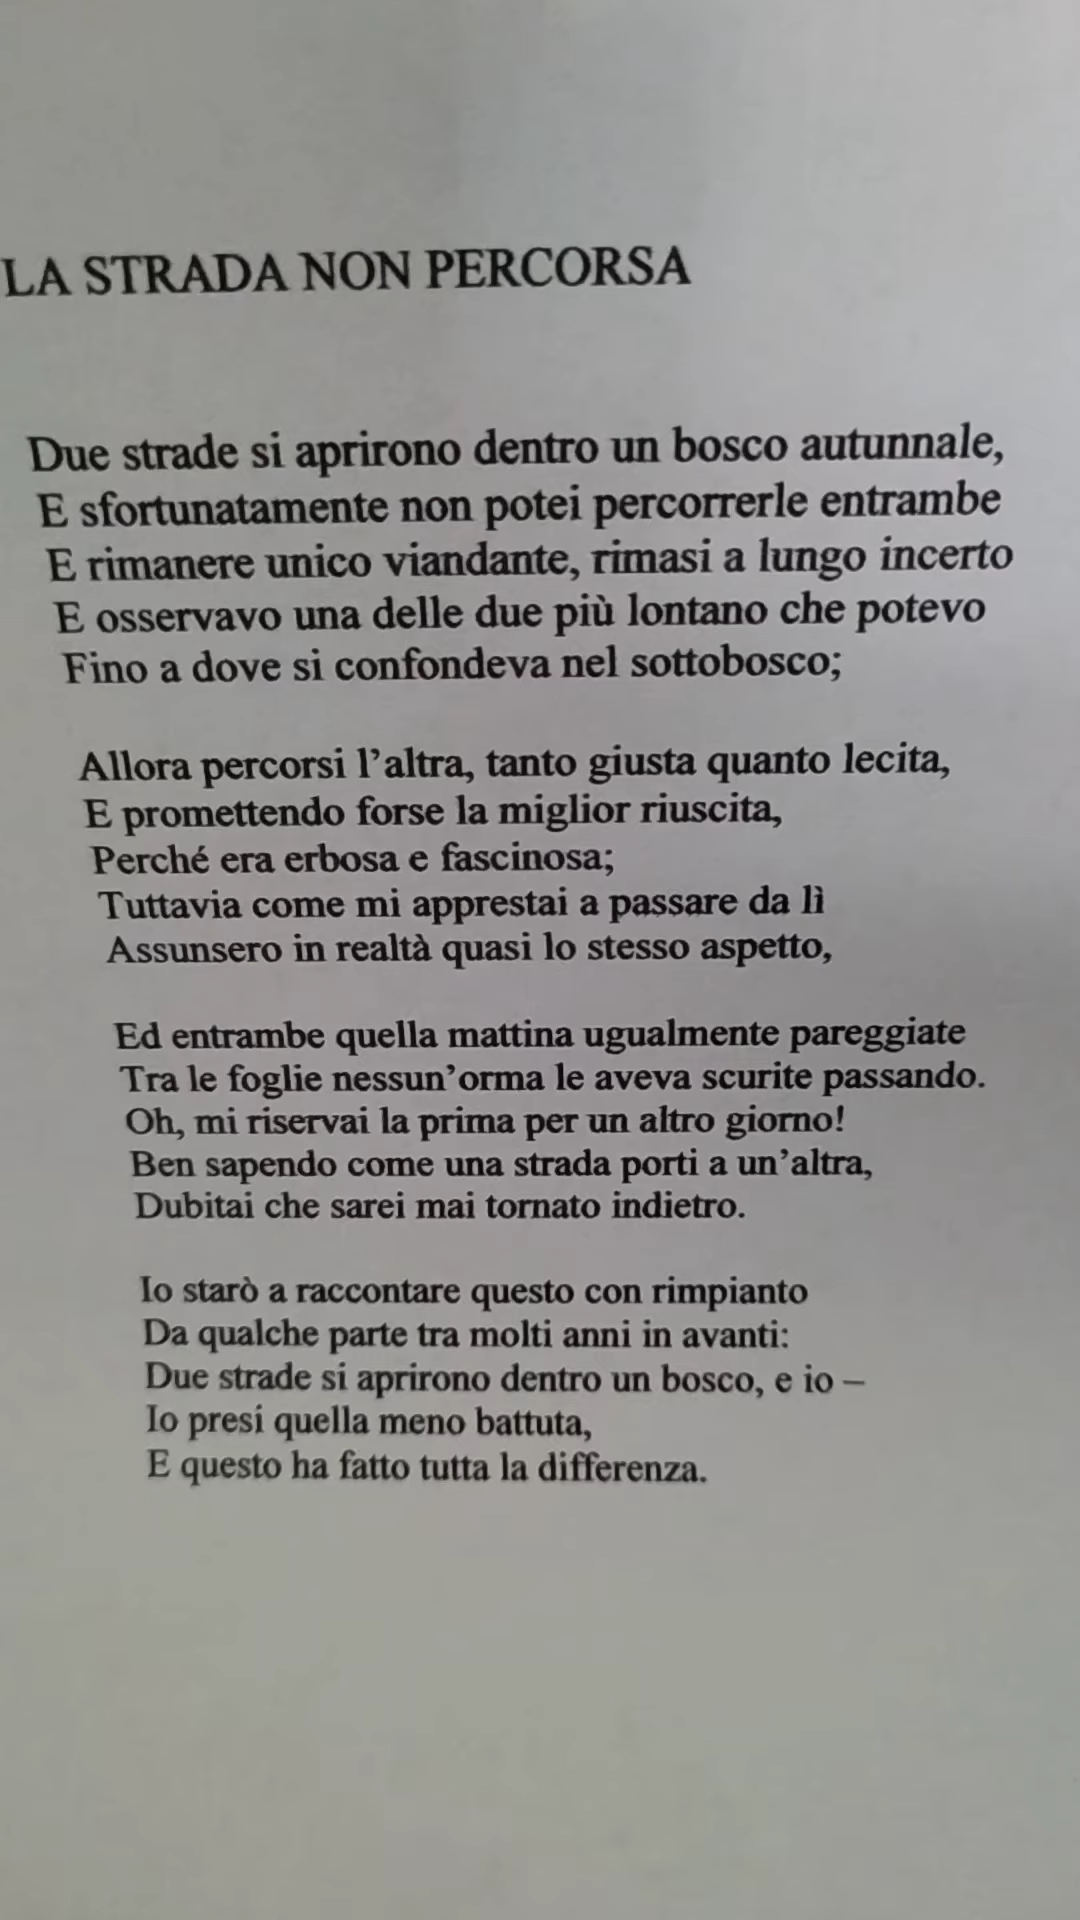 LA STRADA NON PERCORSA
Due strade si aprirono dentro un bosco autunnale,
E sfortunatamente non potei percorrerle entrambe
E rimanere unico viandante, rimasi a lungo incerto
E osservavo una delle due più lontano che potevo
Fino a dove si confondeva nel sottobosco;
Allora percorsi l’altra, tanto giusta quanto lecita,
E promettendo forse la miglior riuscita,
Perché era erbosa e fascinosa;
Tuttavia come mi apprestai a passare da lì
Assunsero in realtà quasi lo stesso aspetto,
Ed entrambe quella mattina ugualmente pareggiate
Tra le foglie nessun’orma le aveva scurite passando.
Oh, mi riservai la prima per un altro giorno!
Ben sapendo come una strada porti a un’altra,
Dubitai che sarei mai tornato indietro.
Io starò a raccontare questo con rimpianto
Da qualche parte tra molti anni in avanti:
Due strade si aprirono dentro un bosco, e io –
Io presi quella meno battuta,
E questo ha fatto tutta la differenza.